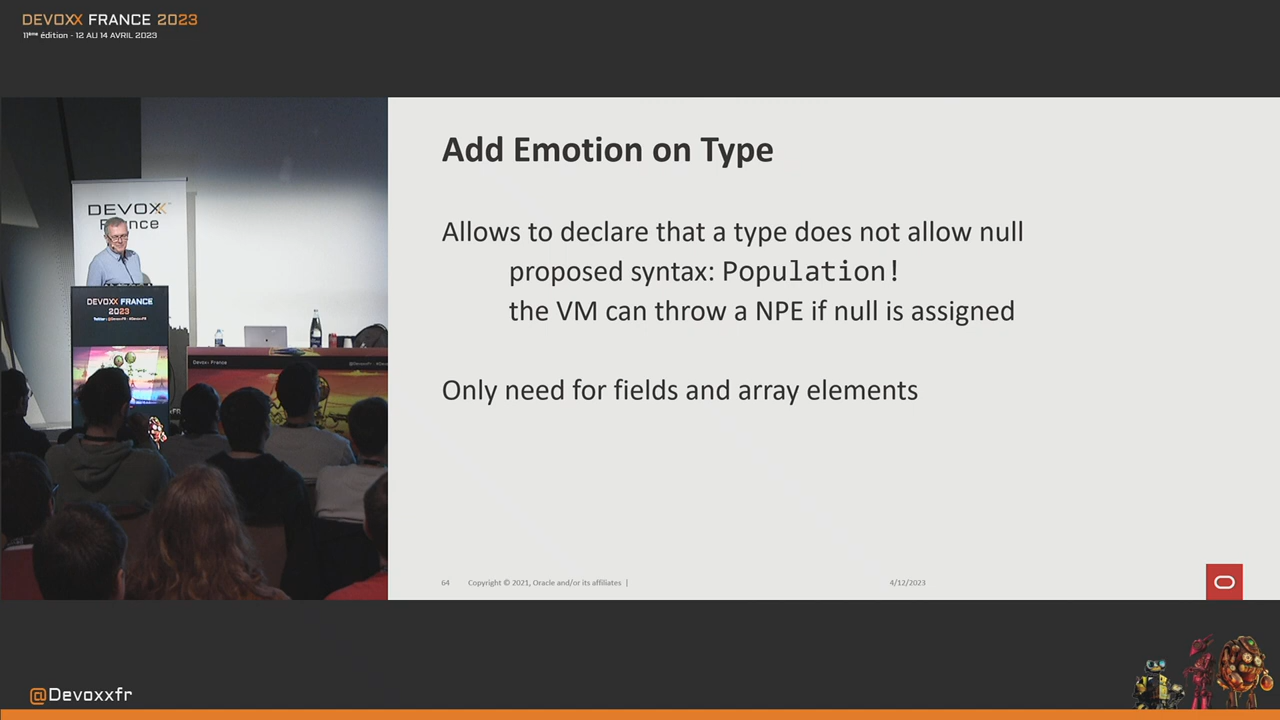 DEVOXX FRANCE 2023
11ème édition - 12 AU 14 AVRIL 2023
DEVOXX
France
DEVOXX FRANCE
2023
Devoxx France
Add Emotion on Type
Allows to declare that a type does not allow null
proposed syntax: Population!
the VM can throw a NPE if null is assigned
Only need for fields and array elements
64 Copyright © 2021, Oracle and/or its affiliates |
4/12/2023
@Devoxxfr